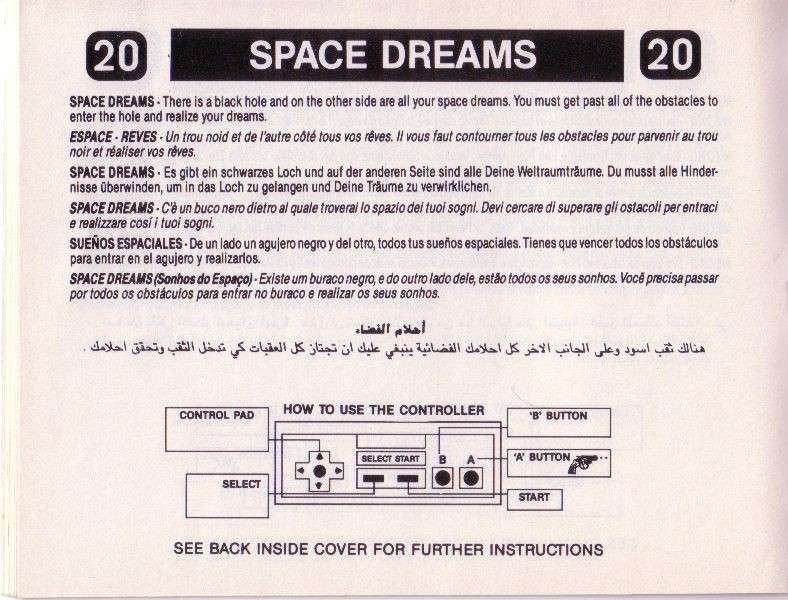 20 SPACE DREAMS 20
SPACE DREAMS - There is a black hole and on the other side are all your space dreams. You must get past all of the obstacles to
enter the hole and realize your dreams.
ESPACE - REVES - Un trou noid et de l'autre côté tous vos rêves. Il vous faut contourner tous les obstacles pour parvenir au trou
noir et réaliser vos rêves.
SPACE DREAMS - Es gibt ein schwarzes Loch und auf der anderen Seite sind alle Deine Weltraumträume. Du musst alle Hinder-
nisse überwinden, um in das Loch zu gelangen und Deine Träume zu verwirklichen.
SPACE DREAMS - C'è un buco nero dietro al quale troverai lo spazio dei tuoi sogni. Devi cercare di superare gli ostacoli per entraci
e realizzare così i tuoi sogni.
SUEÑOS ESPACIALES - De un lado un agujero negro y del otro, todos tus sueños espaciales. Tienes que vencer todos los obstáculos
para entrar en el agujero y realizarlos.
SPACE DREAMS (Sonhos do Espaço) - Existe um buraco negro, e do outro lado dele, estão todos os seus sonhos. Você precisa passar
por todos os obstáculos para entrar no buraco e realizar os seus sonhos.
أحلام الفضاء
هنالك ثقب اسود وعلى الجانب الاخر كل احلامك الفضائية ينبغي عليك ان تجتاز كل العقبات كي تدخل الثقب وتحقق احلامك .
HOW TO USE THE CONTROLLER
CONTROL PAD
'B' BUTTON
SELECT START
B A
'A' BUTTON
SELECT
START
SEE BACK INSIDE COVER FOR FURTHER INSTRUCTIONS